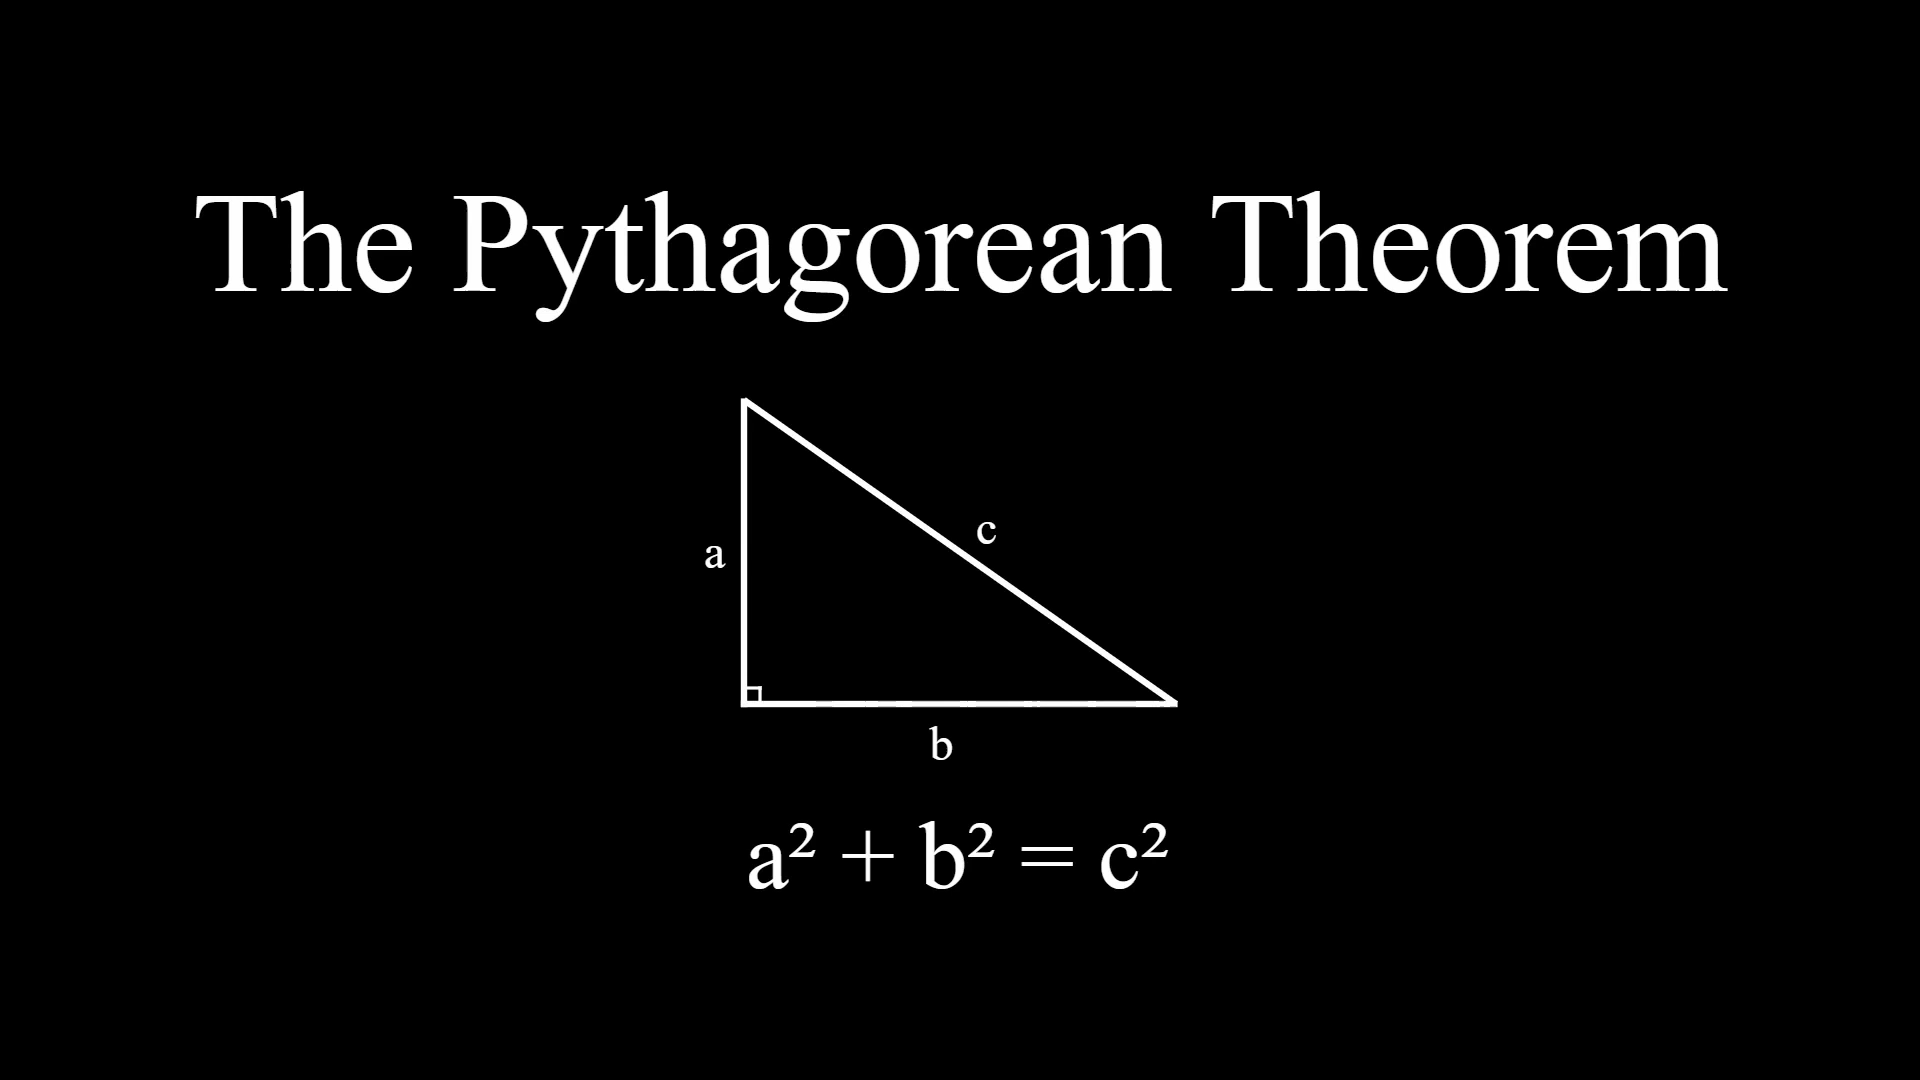 The Pythagorean Theorem
c
a
b
a² + b² = c²